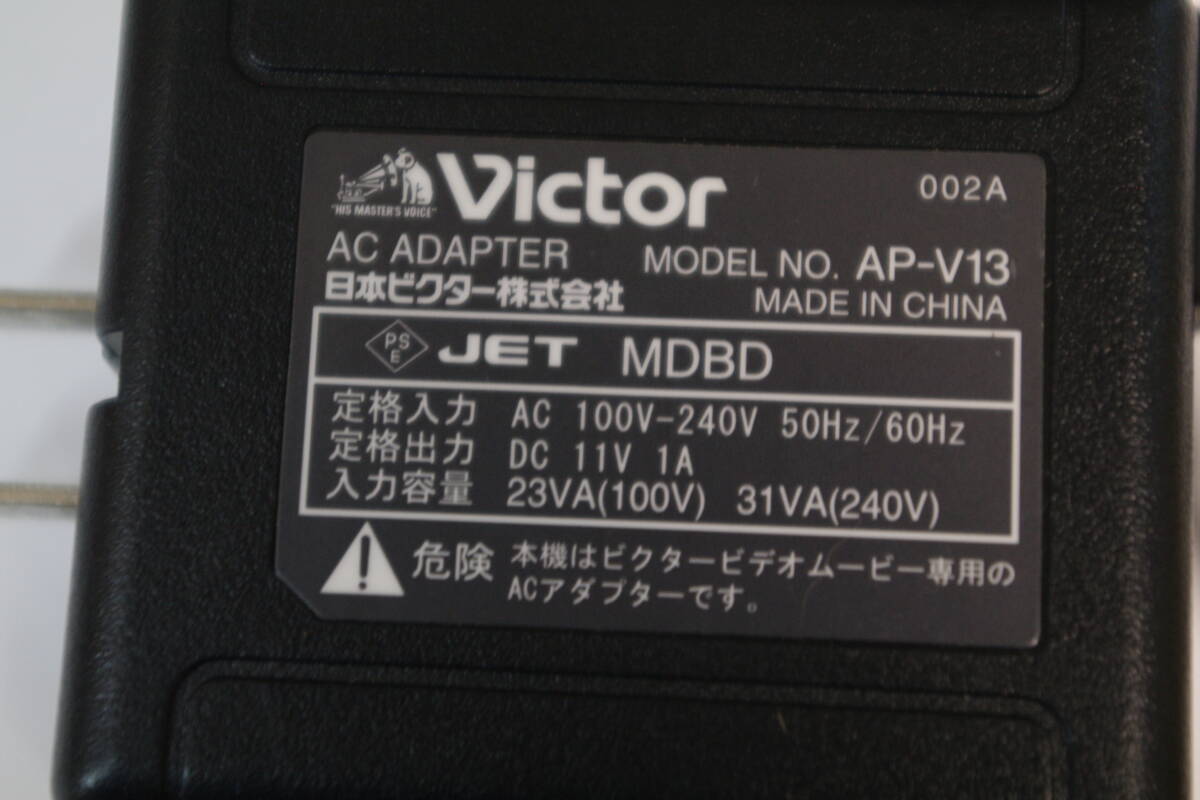 Victor
002A
"HIS MASTER'S VOICE"
AC ADAPTER MODEL NO. AP-V13
日本ビクター株式会社 MADE IN CHINA
PS
E
JET MDBD
定格入力 AC 100V-240V 50Hz/60Hz
定格出力 DC 11V 1A
入力容量 23VA(100V) 31VA(240V)
危険 本機はビクタービデオムービー専用の
ACアダプターです。